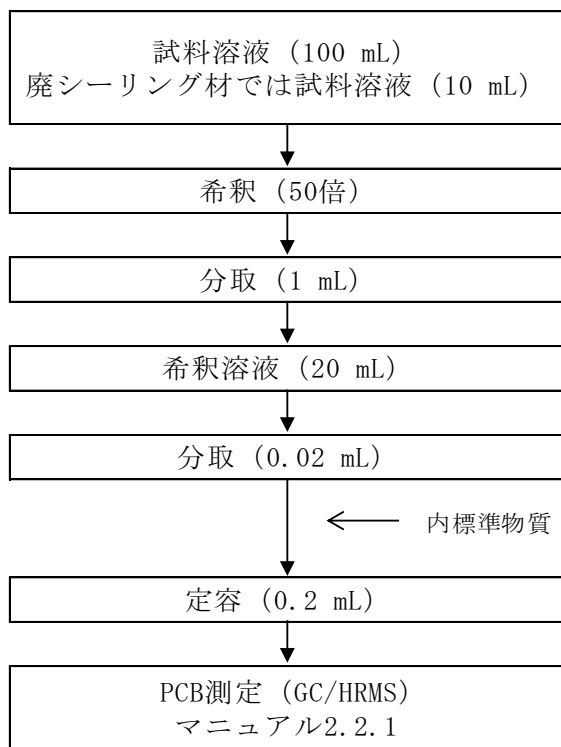 試料溶液 (100 mL)
廃シーリング材では試料溶液 (10 mL)
希釈 (50倍)
分取 (1 mL)
希釈溶液 (20 mL)
分取 (0.02 mL)
内標準物質
定容 (0.2 mL)
PCB測定 (GC/HRMS)
マニュアル2.2.1